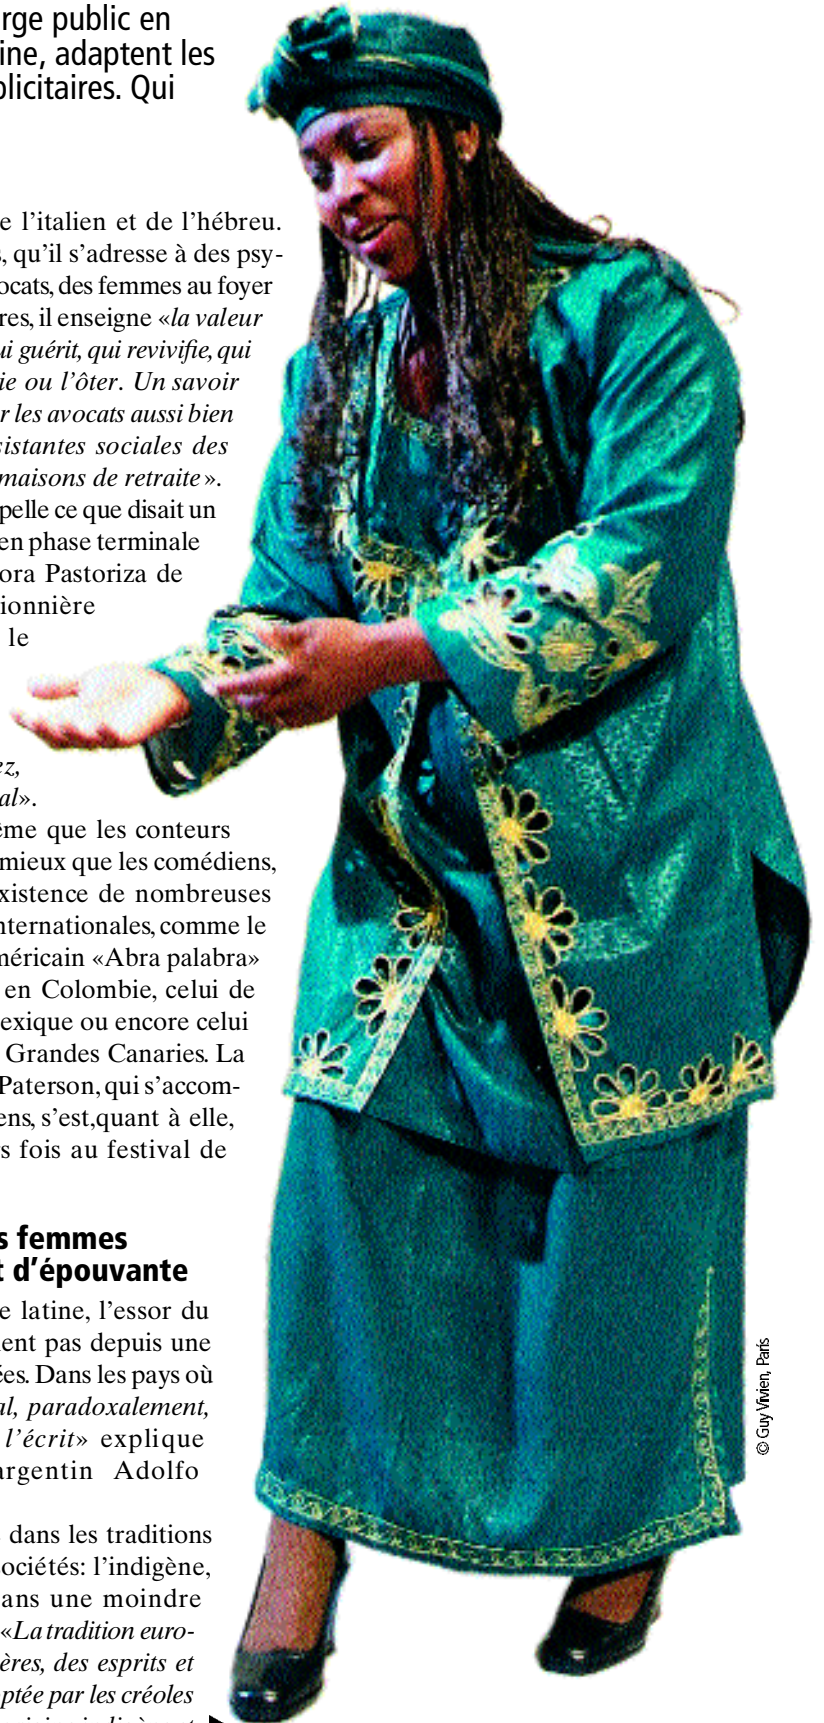 rge public en
ine, adaptent les
licitaires. Qui
e l’italien et de l’hébreu.
s, qu’il s’adresse à des psy-
ocats, des femmes au foyer
res, il enseigne «la valeur
ui guérit, qui revivifie, qui
ie ou l’ôter. Un savoir
r les avocats aussi bien
sistantes sociales des
maisons de retraite».
pelle ce que disait un
en phase terminale
ora Pastoriza de
ionnière
le
ez,
al».
ême que les conteurs
mieux que les comédiens,
xistence de nombreuses
nternationales, comme le
méricain «Abra palabra»
en Colombie, celui de
exique ou encore celui
Grandes Canaries. La
Paterson, qui s’accom-
ens, s’est,quant à elle,
rs fois au festival de
s femmes
t d’épouvante
e latine, l’essor du
ent pas depuis une
ées. Dans les pays où
al, paradoxalement,
l’écrit» explique
argentin Adolfo
dans les traditions
ociétés: l’indigène,
ans une moindre
«La tradition euro-
ères, des esprits et
ptée par les créoles
© Guy Vivien, París